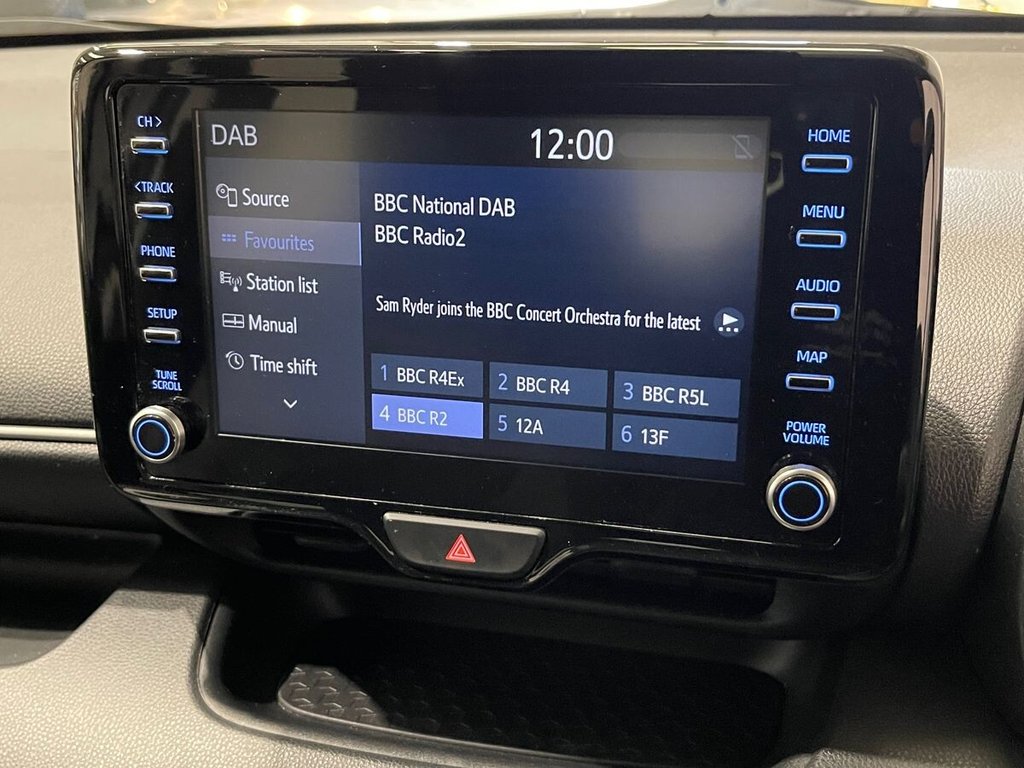 CH >
< TRACK
PHONE
SETUP
TUNE
SCROLL
DAB
12:00
Source
Favourites
Station list
Manual
Time shift
BBC National DAB
BBC Radio2
Sam Ryder joins the BBC Concert Orchestra for the latest
1 BBC R4Ex
2 BBC R4
3 BBC R5L
4 BBC R2
5 12A
6 13F
HOME
MENU
AUDIO
MAP
POWER
VOLUME